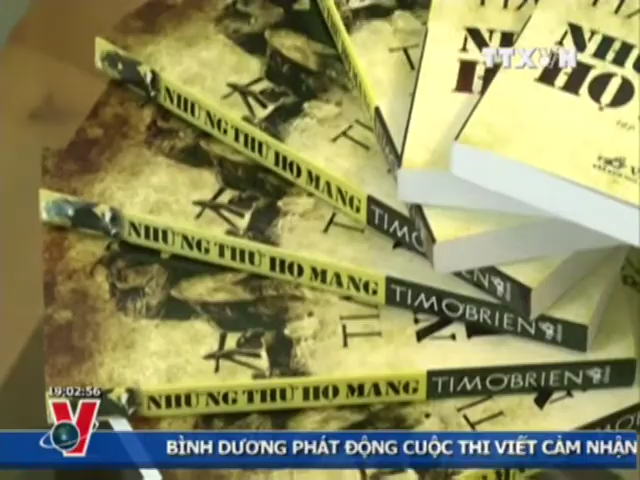 TTXVN
NHỮNG THỨ HỌ MANG
NHỮNG THỨ HỌ MANG TIM O'BRIEN
NHỮNG THỨ HỌ MANG TIM O'BRIEN
19:02:56
V
BÌNH DƯƠNG PHÁT ĐỘNG CUỘC THI VIẾT CẢM NHẬN